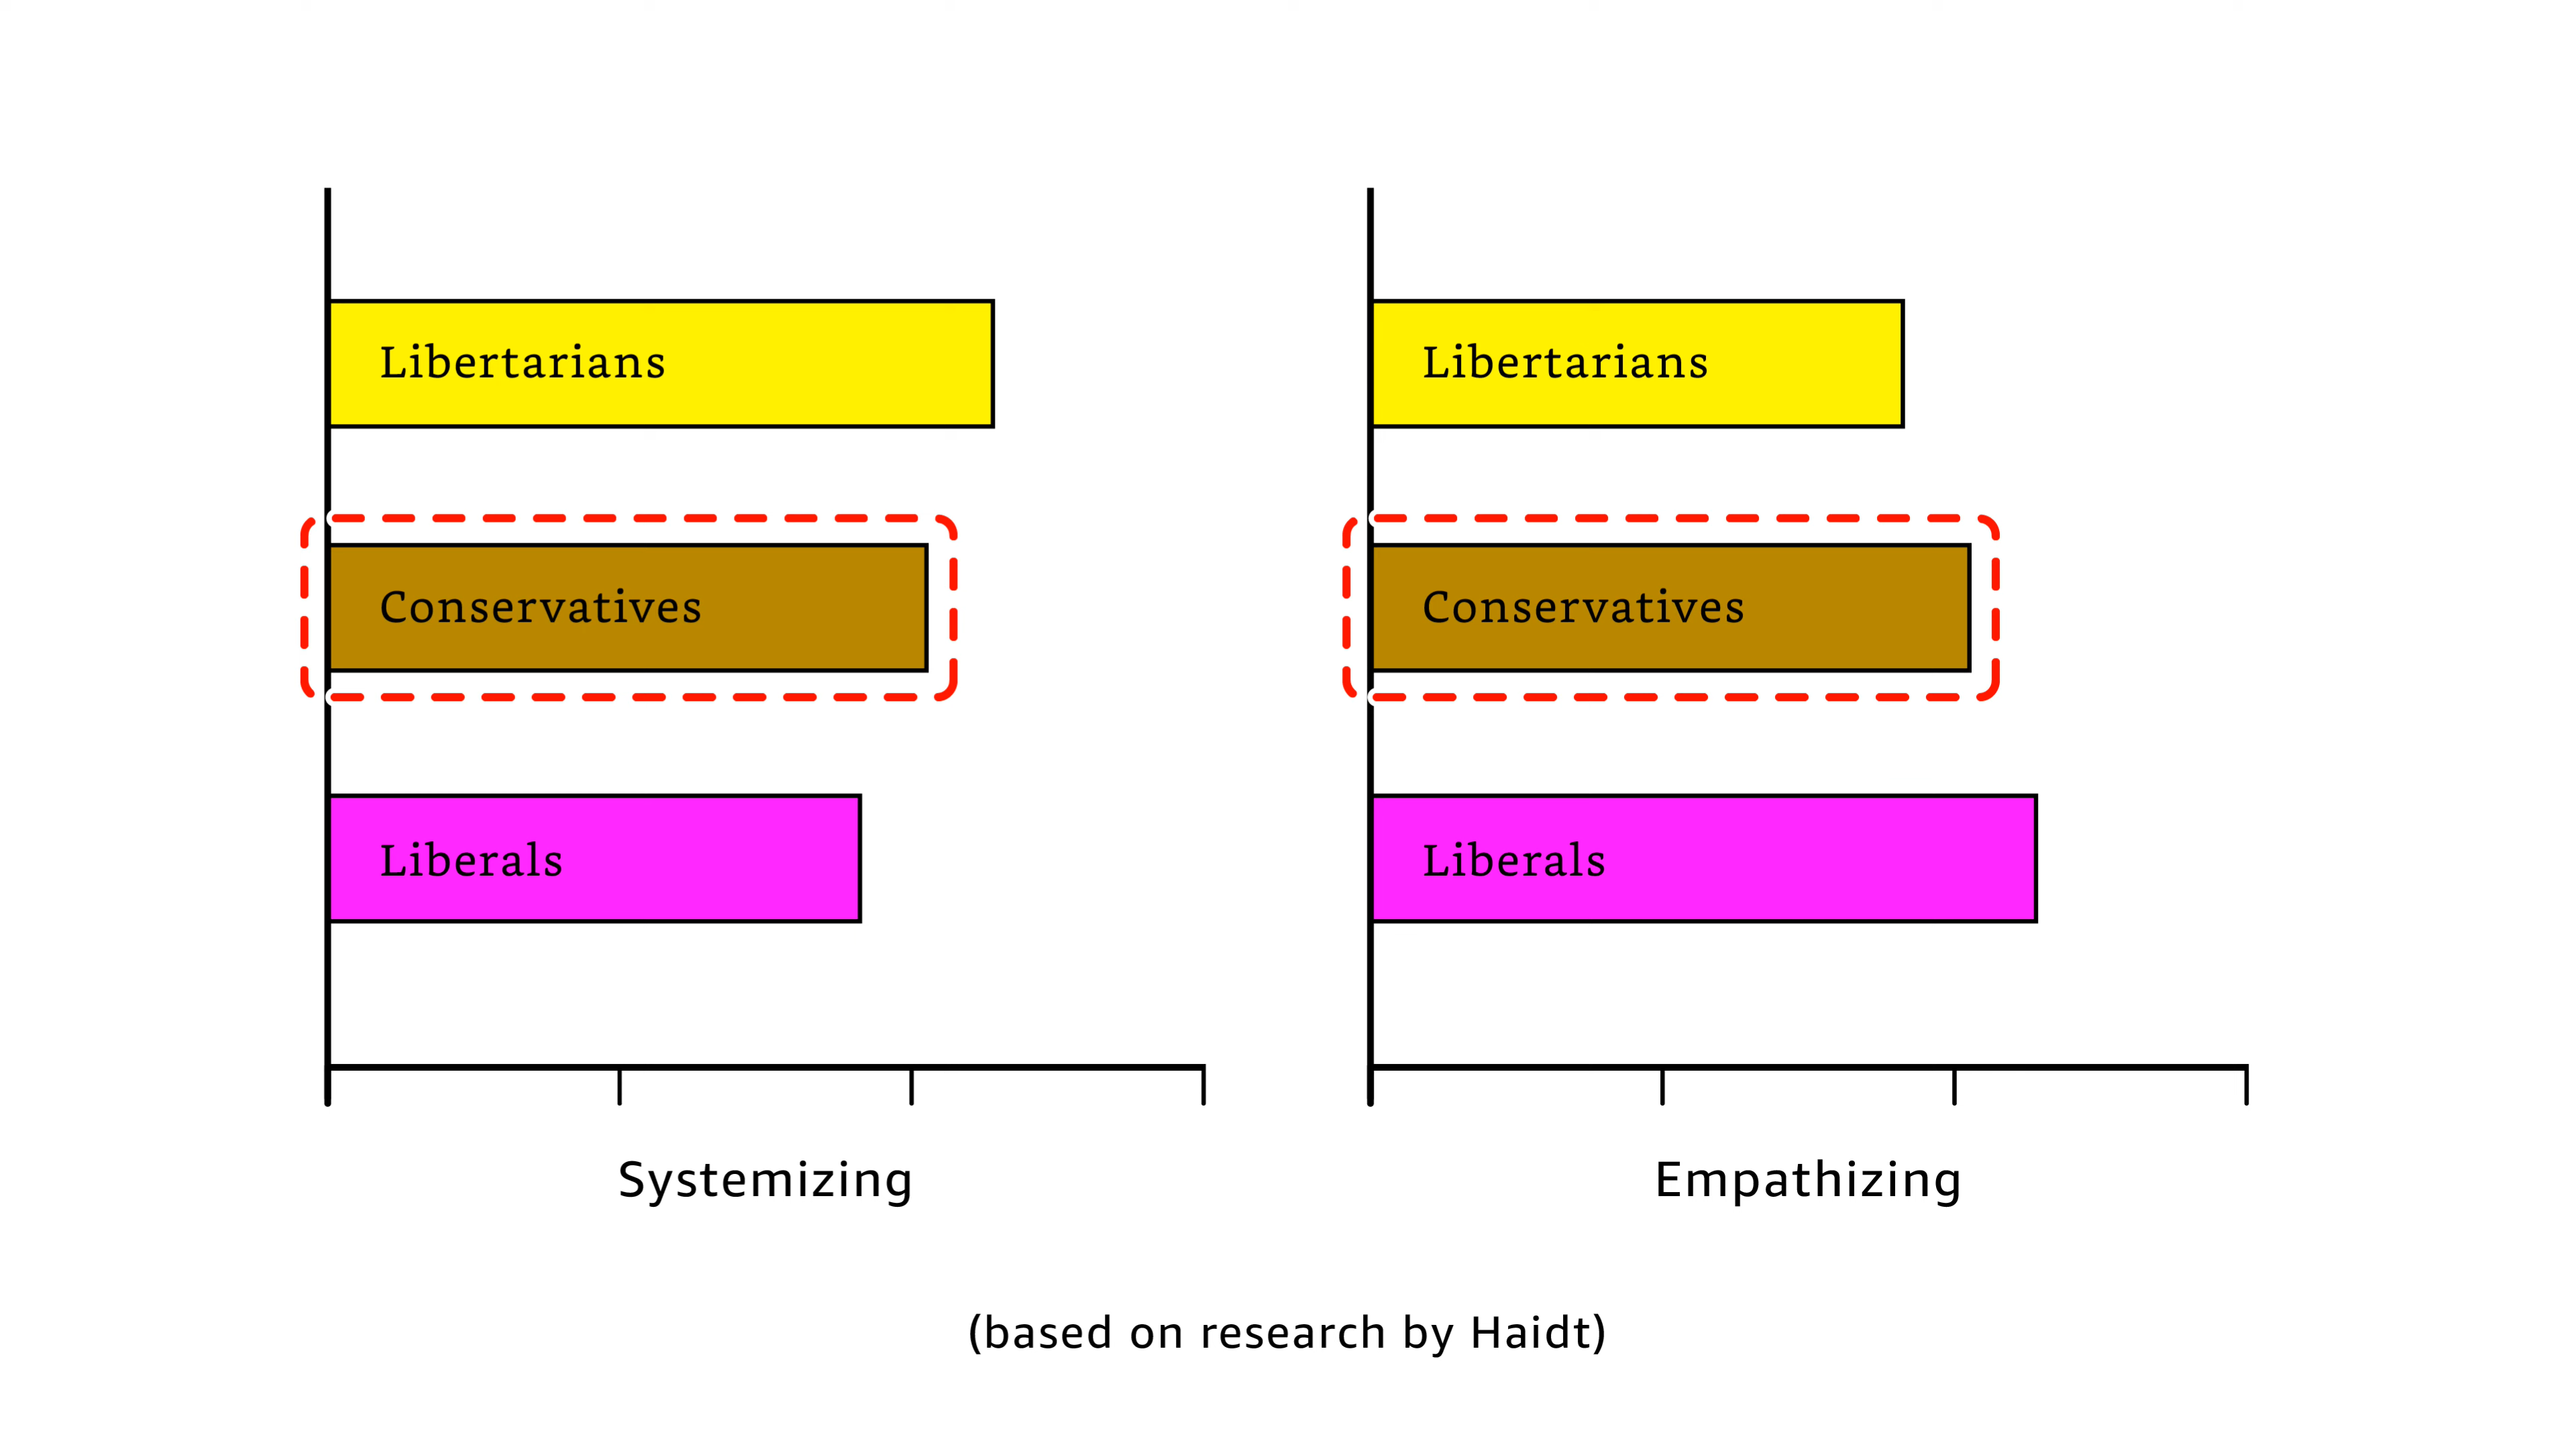 Libertarians
Conservatives
Liberals
Systemizing
Libertarians
Conservatives
Liberals
Empathizing
(based on research by Haidt)